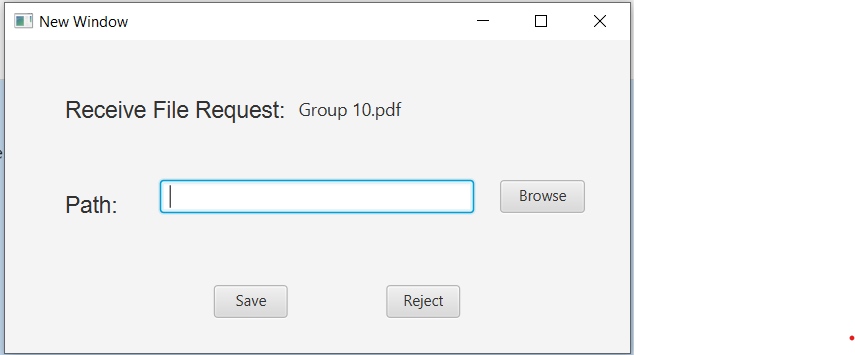 New Window
Receive File Request: Group 10.pdf
Path:
Browse
Save
Reject